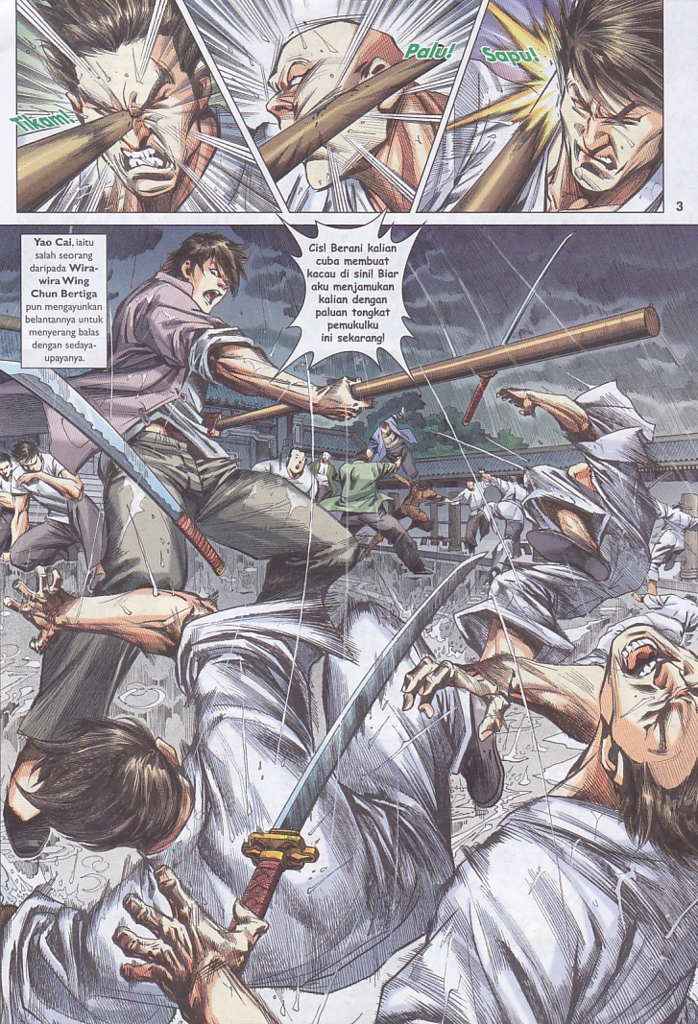 Tikam!
Palu!
Sapu!
3
Yao Cai, iaitu
salah seorang
daripada Wira-
wira Wing
Chun Bertiga
pun mengayunkan
belantannya untuk
menyerang balas
dengan sedaya-
upayanya.
Cis! Berani kalian
cuba membuat
kacau di sini! Biar
aku menjamukan
kalian dengan
paluan tongkat
pemukulku
ini sekarang!